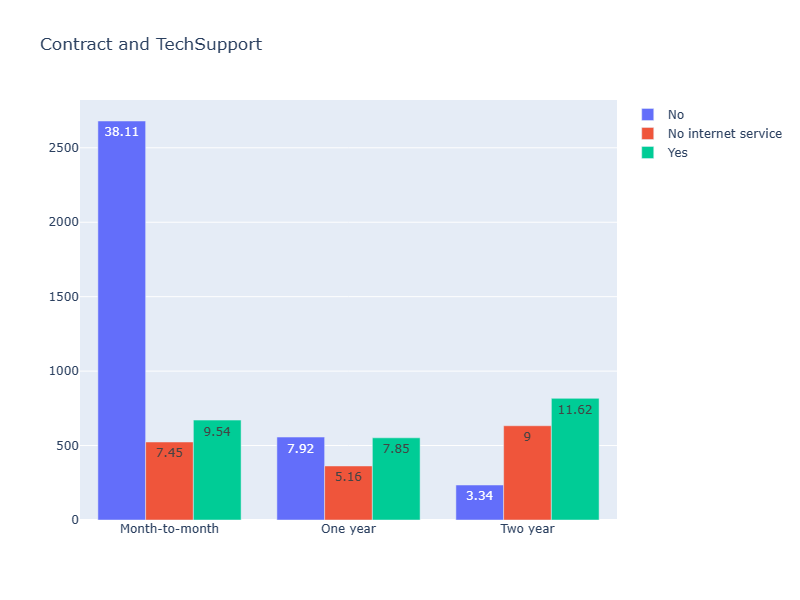 Contract and TechSupport
No
No internet service
Yes
2500
2000
1500
1000
500
0
38.11
7.45
9.54
7.92
5.16
7.85
3.34
9
11.62
Month-to-month
One year
Two year